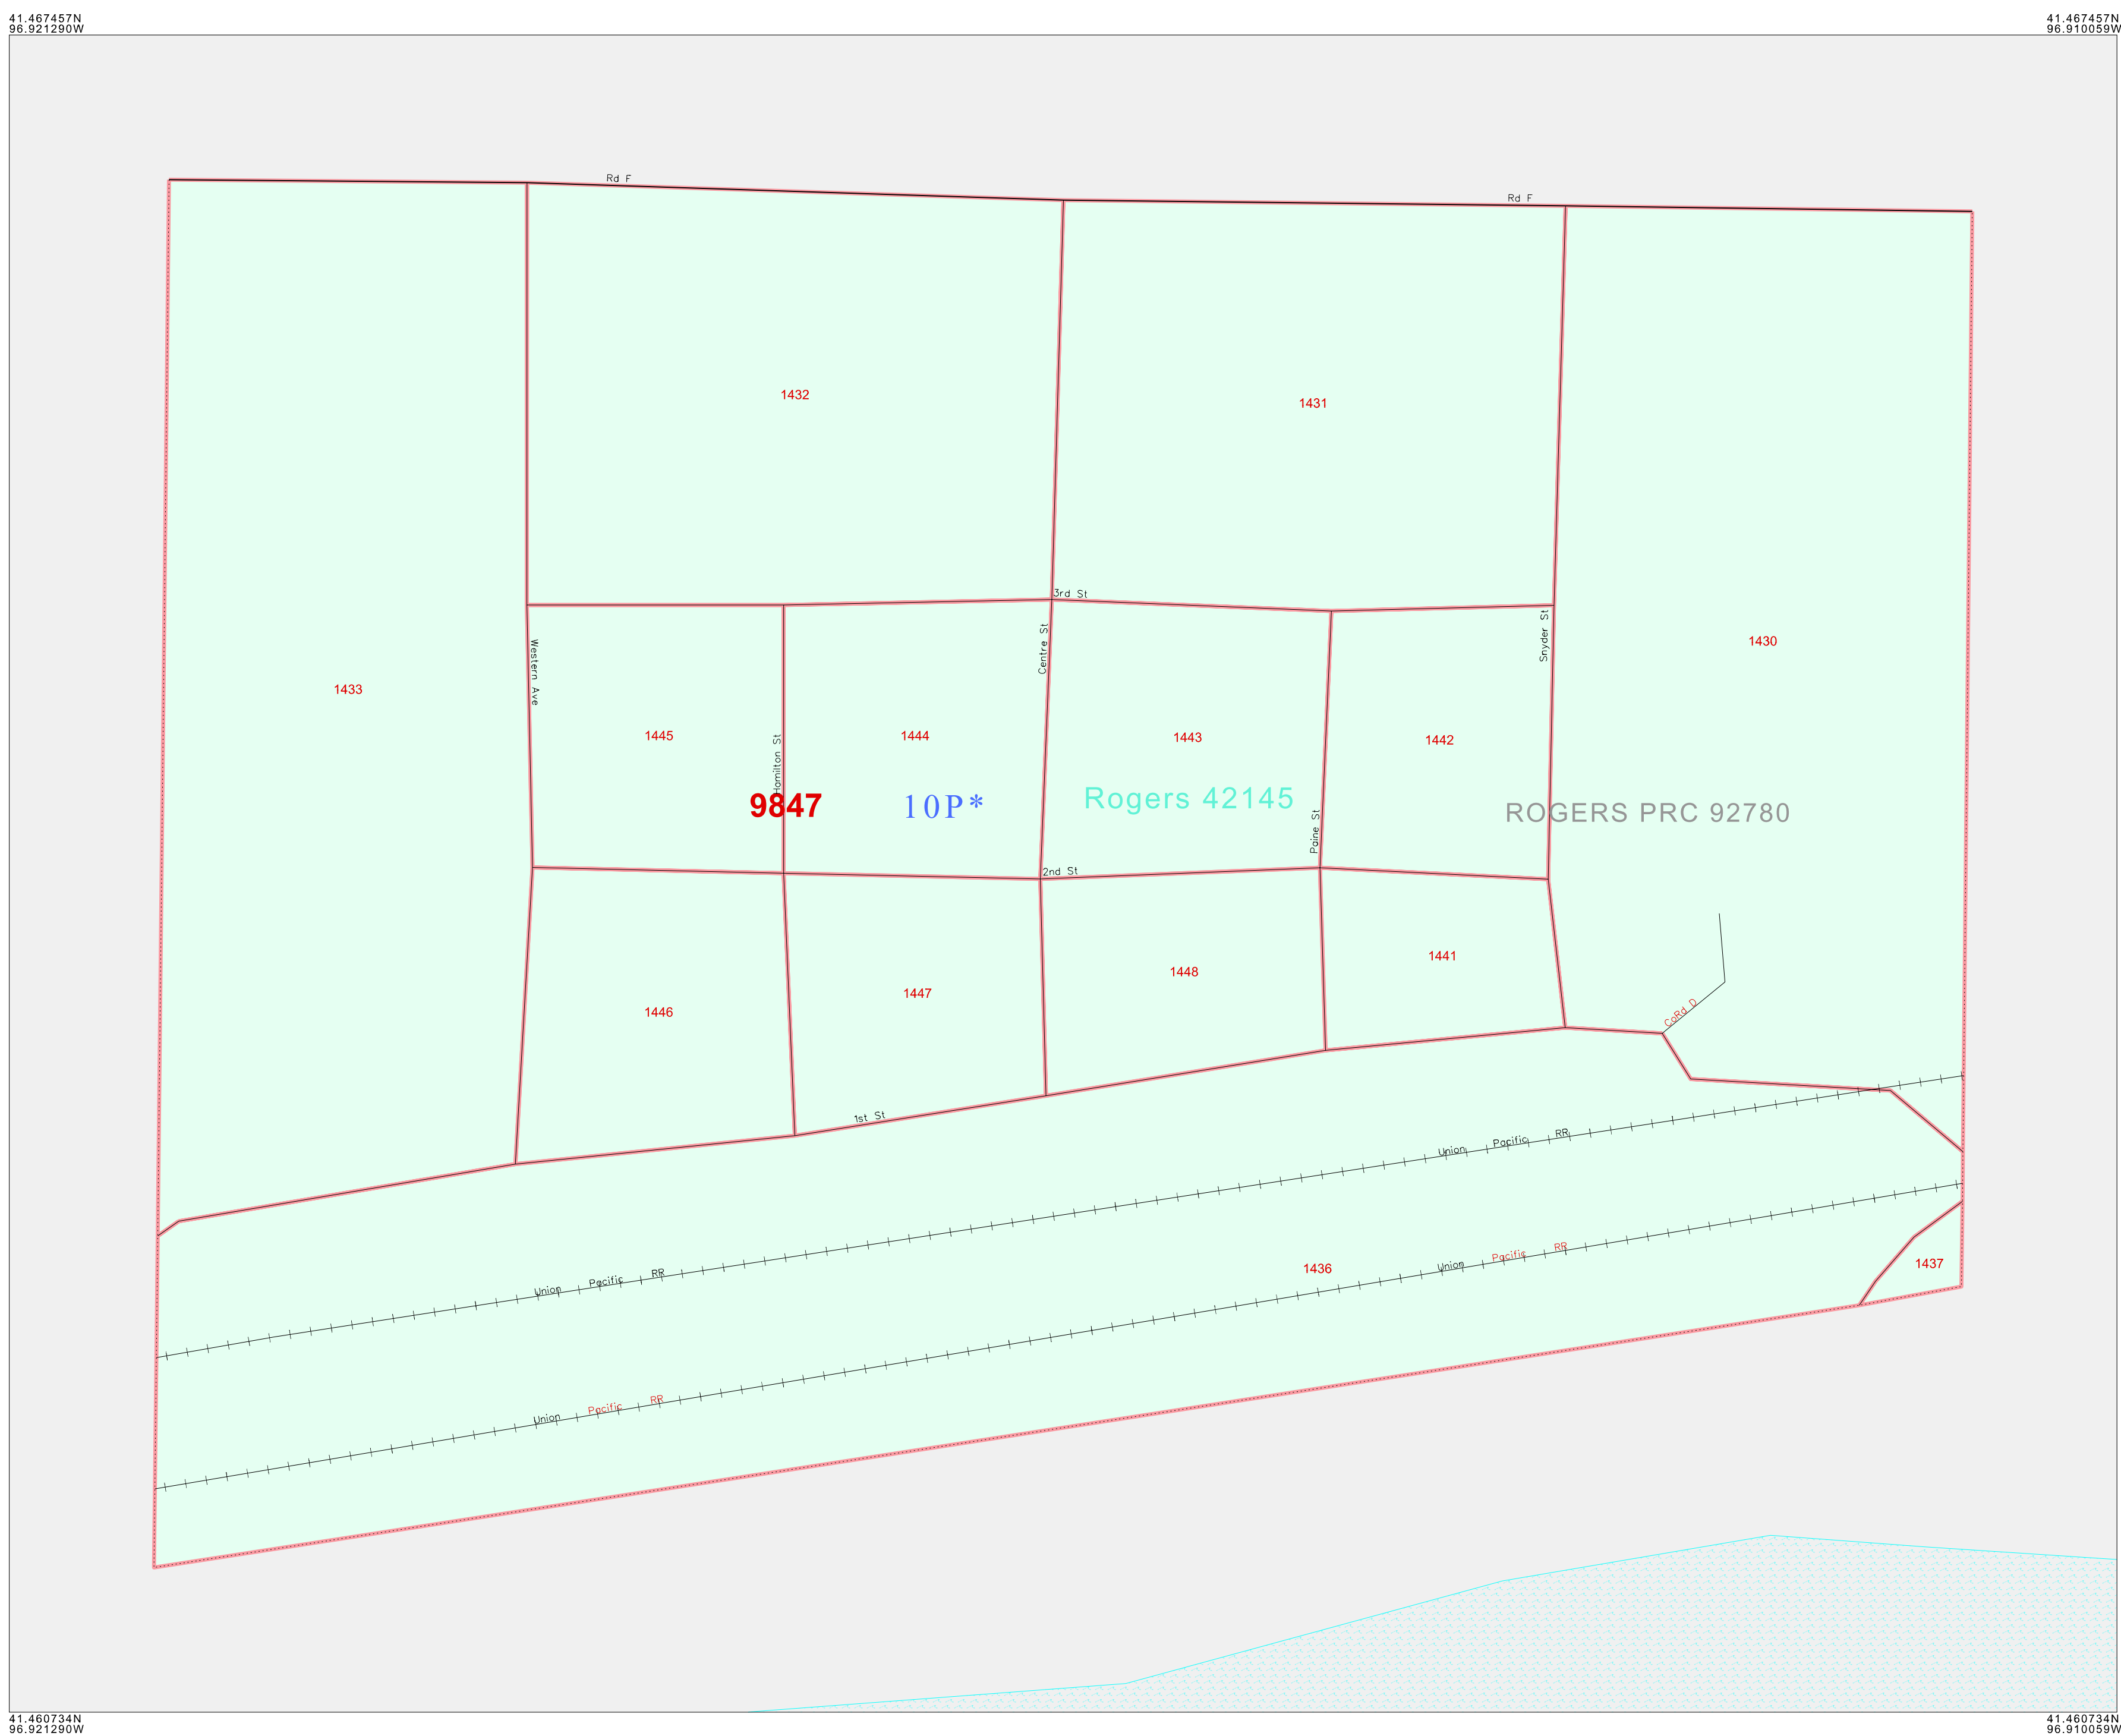 41.467457N
96.921290W
41.467457N
96.910059W
Rd F
Rd F
1432
1431
3rd St
Western Ave
Centre St
Snyder St
1430
1433
1445
1444
1443
1442
Hamilton St
9847
10P*
Rogers 42145
Paine St
ROGERS PRC 92780
2nd St
1441
1448
1447
1446
CoRd D
1st St
Union Pacific RR
Union Pacific RR
1436
1437
Union Pacific RR
Union Pacific RR
41.460734N
96.921290W
41.460734N
96.910059W